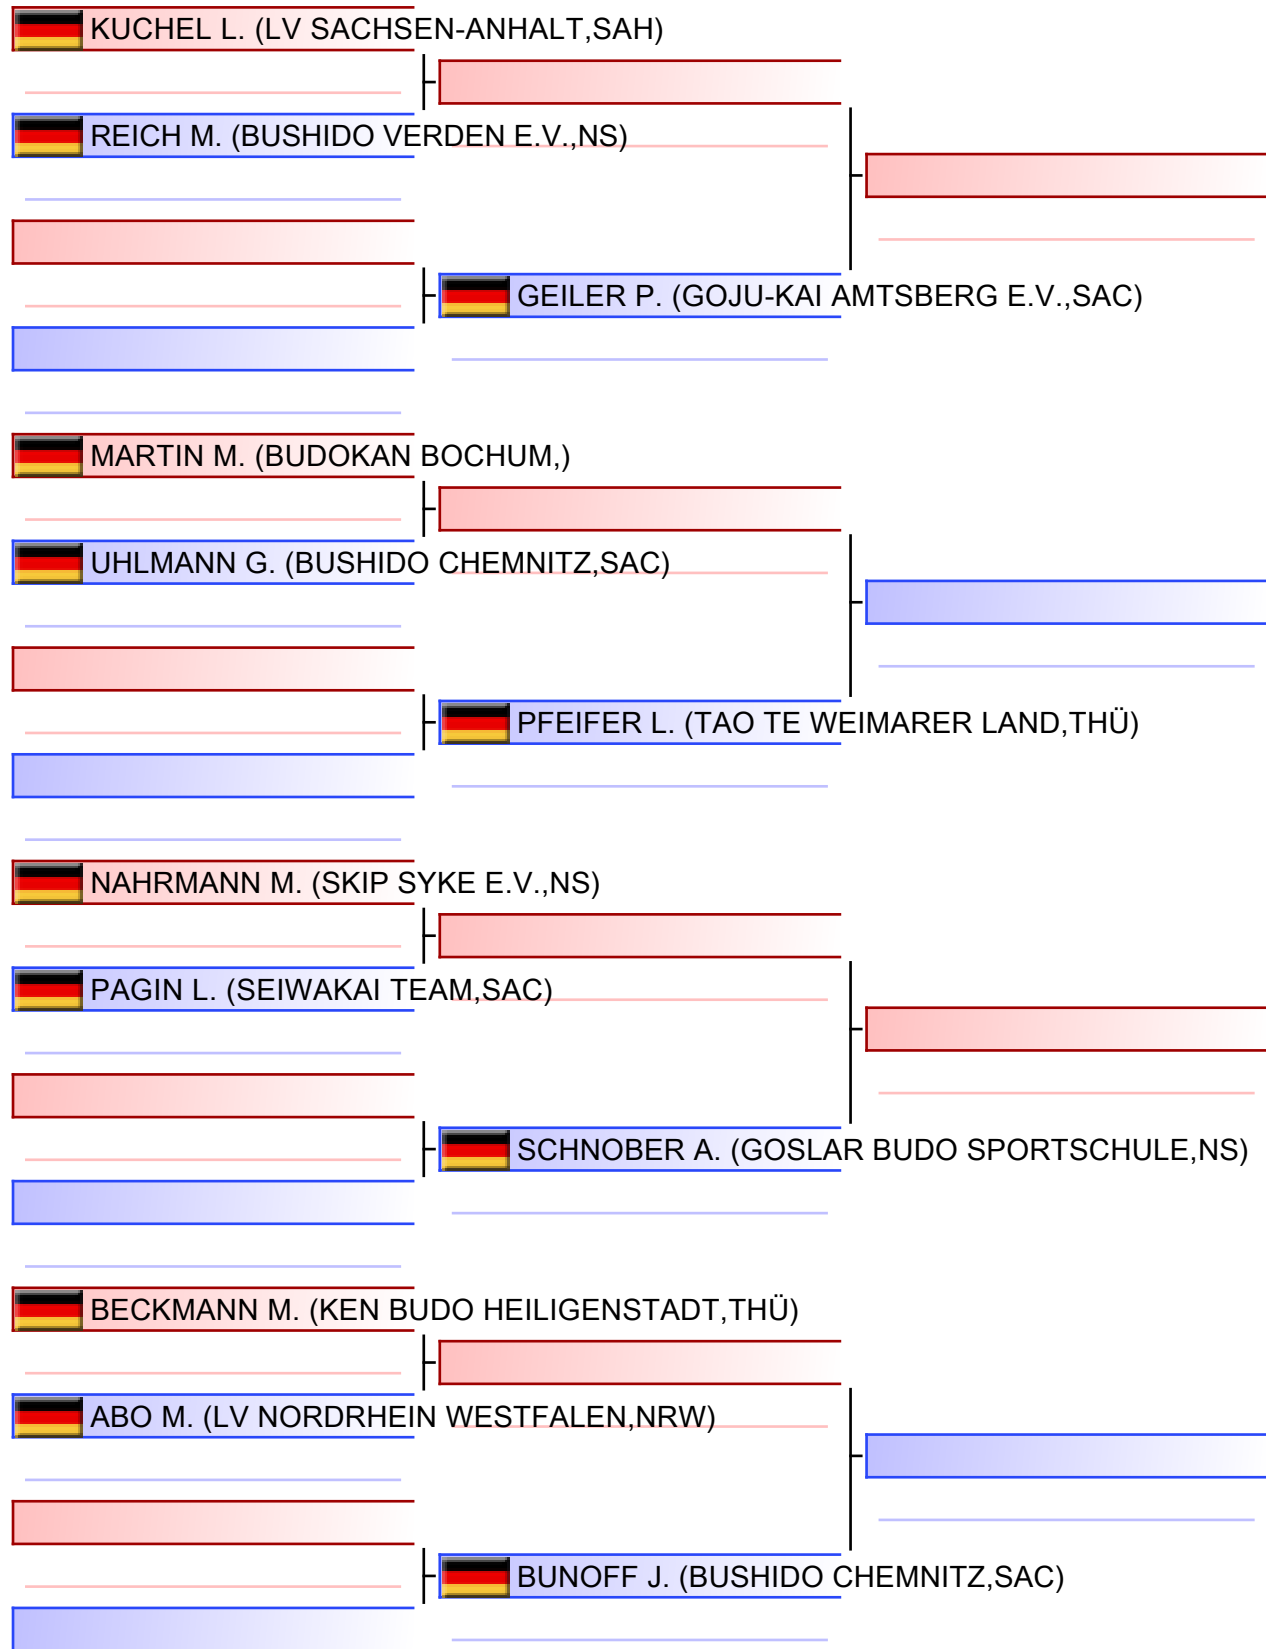 KUCHEL L. (LV SACHSEN-ANHALT,SAH)
REICH M. (BUSHIDO VERDEN E.V.,NS)
GEILER P. (GOJU-KAI AMTSBERG E.V.,SAC)
MARTIN M. (BUDOKAN BOCHUM,)
UHLMANN G. (BUSHIDO CHEMNITZ,SAC)
PFEIFER L. (TAO TE WEIMARER LAND,THÜ)
NAHRMANN M. (SKIP SYKE E.V.,NS)
PAGIN L. (SEIWAKAI TEAM,SAC)
SCHNOBER A. (GOSLAR BUDO SPORTSCHULE,NS)
BECKMANN M. (KEN BUDO HEILIGENSTADT,THÜ)
ABO M. (LV NORDRHEIN WESTFALEN,NRW)
BUNOFF J. (BUSHIDO CHEMNITZ,SAC)